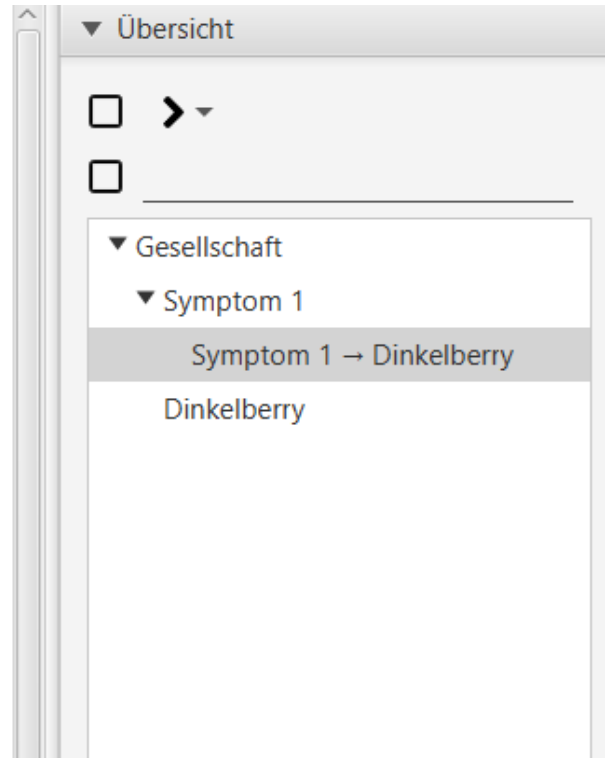 Übersicht
Gesellschaft
Symptom 1
Symptom 1 → Dinkelberry
Dinkelberry